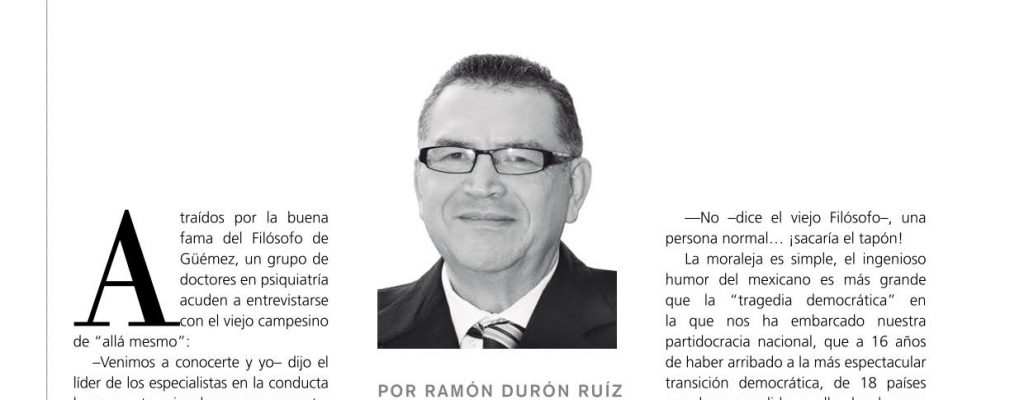 Atraídos por la buena
fama del Filósofo de
Güémez, un grupo de
doctores en psiquiatría
acuden a entrevistarse
con el viejo campesino
de “allá mesmo”:
–Venimos a conocerte y yo– dijo el
líder de los especialistas en la conducta
POR RAMÓN DURÓN RUÍZ
—No –dice el viejo Filósofo–, una
persona normal… ¡sacaría el tapón!
La moraleja es simple, el ingenioso
humor del mexicano es más grande
que la “tragedia democrática” en
la que nos ha embarcado nuestra
partidocracia nacional, que a 16 años
de haber arribado a la más espectacular
transición democrática, de 18 países